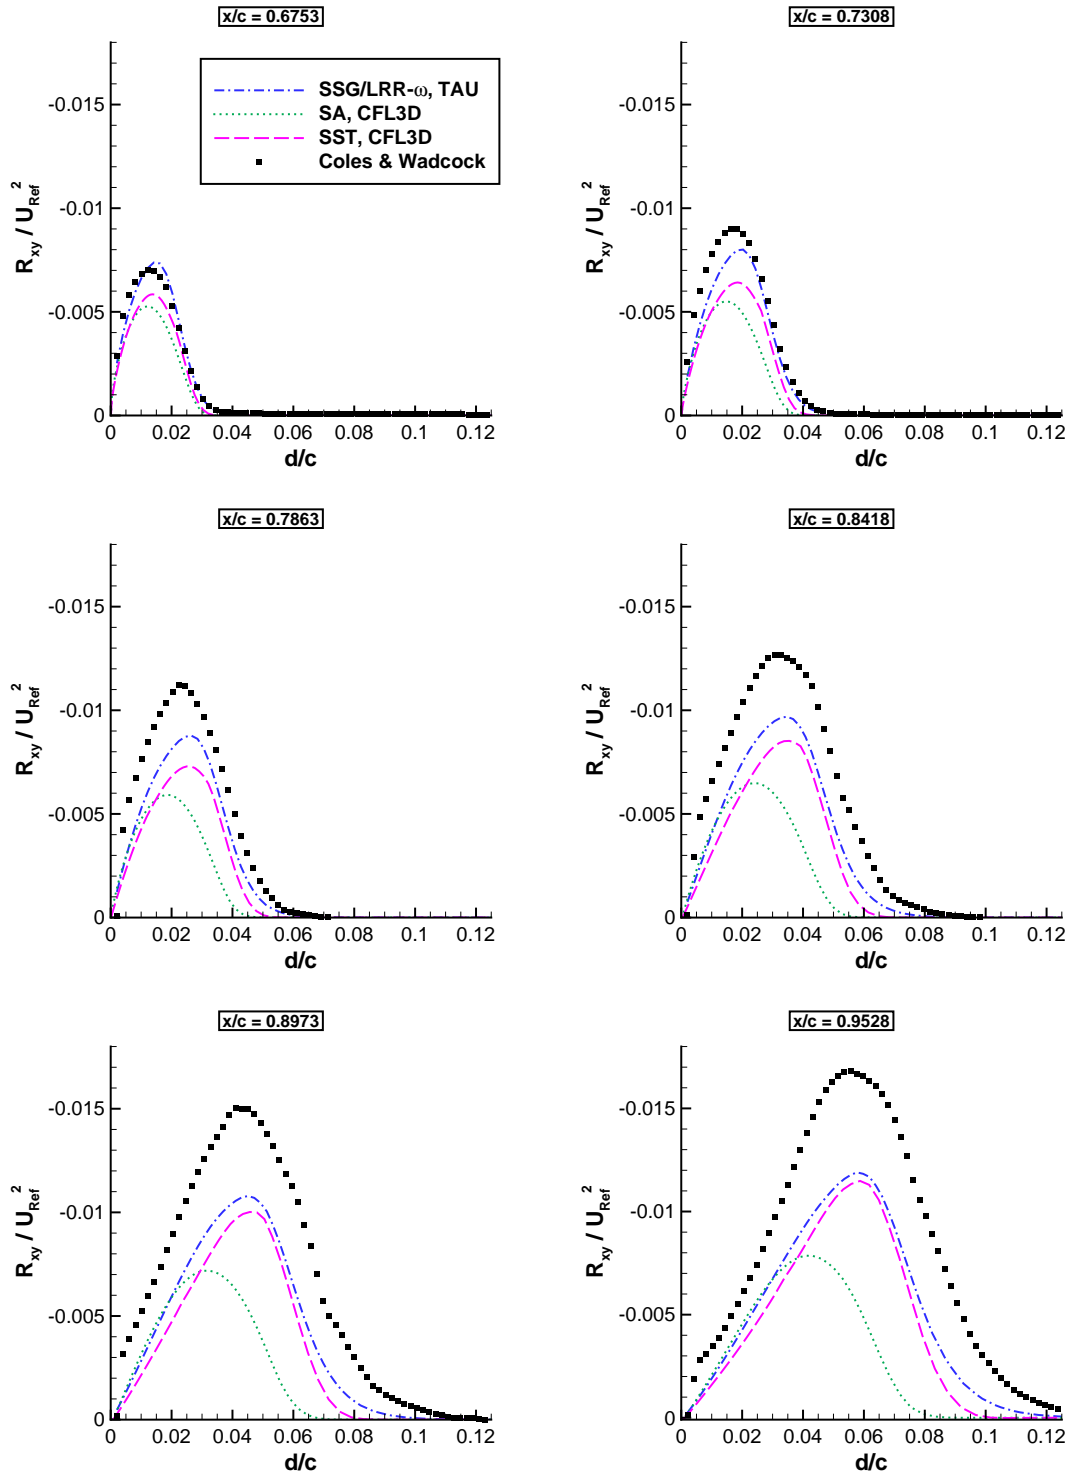 x/c = 0.6753
SSG/LRR-ω, TAU
SA, CFL3D
SST, CFL3D
Coles & Wadcock
-0.015
-0.01
-0.005
0
R_xy / U_Ref^2
0 0.02 0.04 0.06 0.08 0.1 0.12
d/c
x/c = 0.7308
-0.015
-0.01
-0.005
0
R_xy / U_Ref^2
0 0.02 0.04 0.06 0.08 0.1 0.12
d/c
x/c = 0.7863
-0.015
-0.01
-0.005
0
R_xy / U_Ref^2
0 0.02 0.04 0.06 0.08 0.1 0.12
d/c
x/c = 0.8418
-0.015
-0.01
-0.005
0
R_xy / U_Ref^2
0 0.02 0.04 0.06 0.08 0.1 0.12
d/c
x/c = 0.8973
-0.015
-0.01
-0.005
0
R_xy / U_Ref^2
0 0.02 0.04 0.06 0.08 0.1 0.12
d/c
x/c = 0.9528
-0.015
-0.01
-0.005
0
R_xy / U_Ref^2
0 0.02 0.04 0.06 0.08 0.1 0.12
d/c